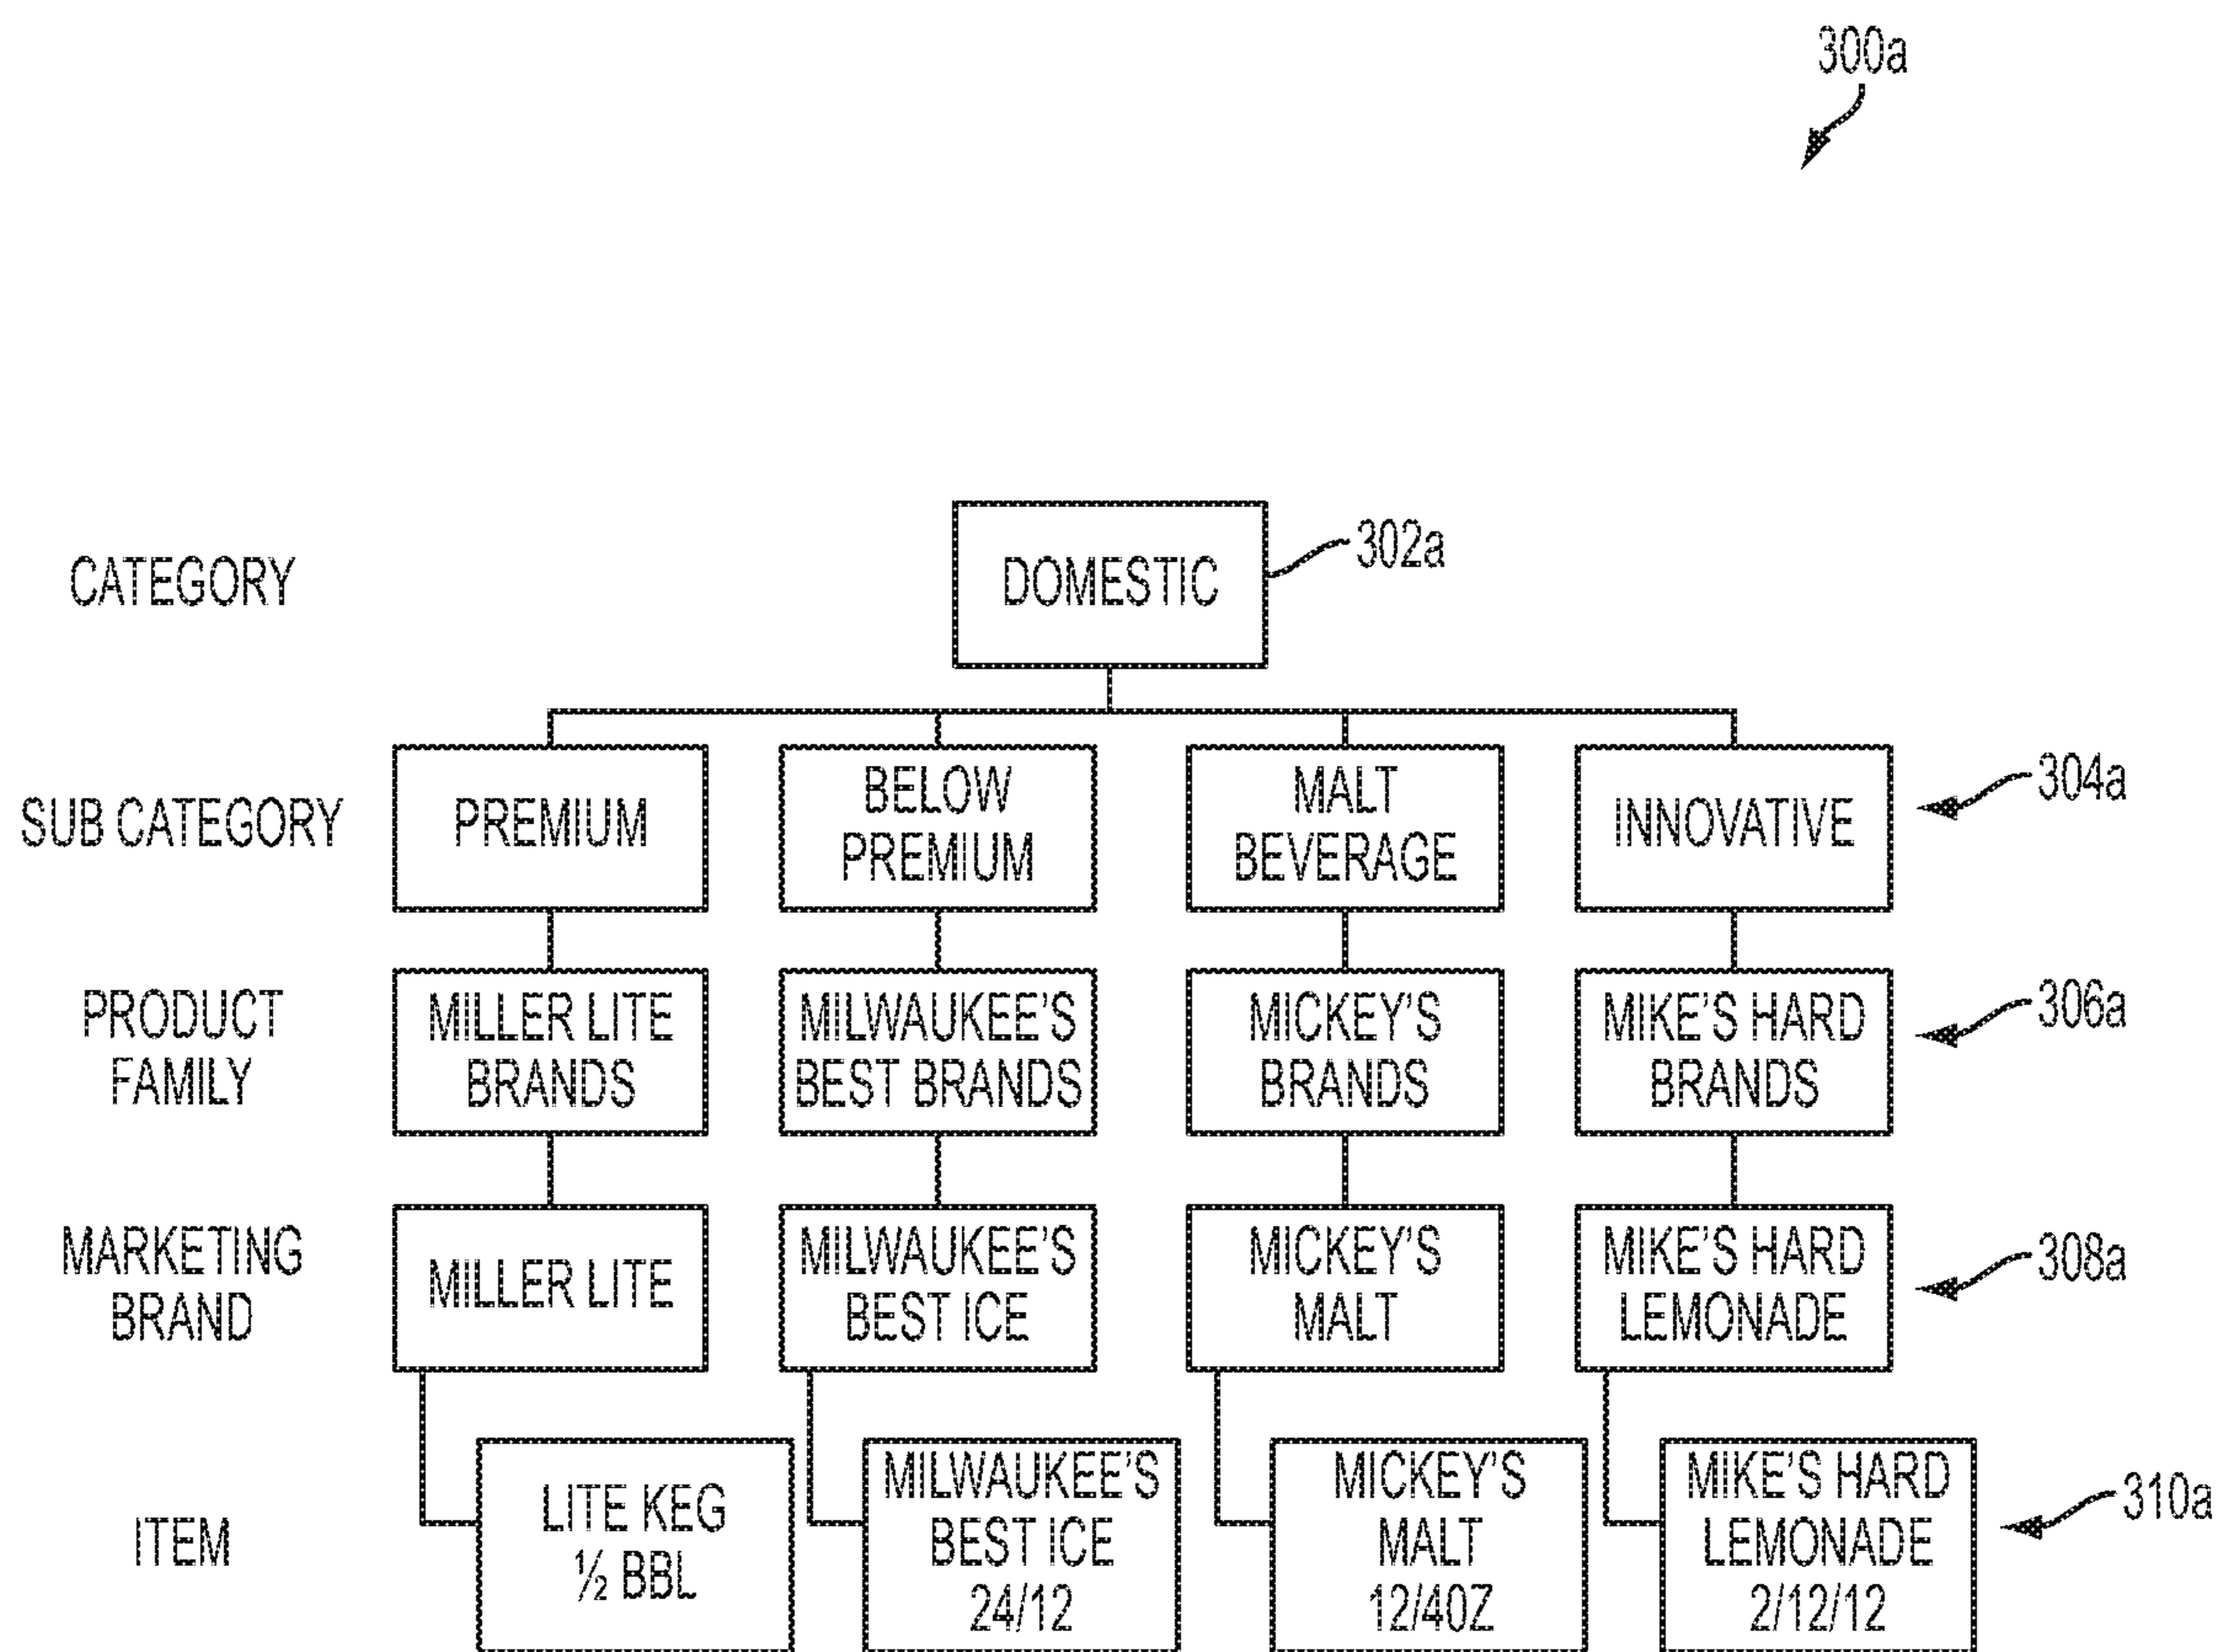 300a
CATEGORY
DOMESTIC
302a
SUB CATEGORY
PREMIUM
BELOW
PREMIUM
MALT
BEVERAGE
INNOVATIVE
304a
PRODUCT
FAMILY
MILLER LITE
BRANDS
MILWAUKEE'S
BEST BRANDS
MICKEY'S
BRANDS
MIKE'S HARD
BRANDS
306a
MARKETING
BRAND
MILLER LITE
MILWAUKEE'S
BEST ICE
MICKEY'S
MALT
MIKE'S HARD
LEMONADE
308a
ITEM
LITE KEG
½ BBL
MILWAUKEE'S
BEST ICE
24/12
MICKEY'S
MALT
12/40Z
MIKE'S HARD
LEMONADE
2/12/12
310a